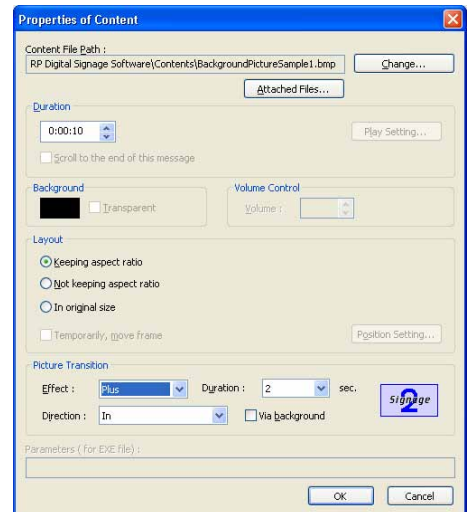 Properties of Content
Content File Path :
RP Digital Signage Software\Contents\BackgroundPictureSample1.bmp Change...
Attached Files...
Duration
0:00:10 Play Setting...
Scroll to the end of this message
Background Volume Control
Transparent Volume :
Layout
Keeping aspect ratio
Not keeping aspect ratio
In original size
Temporarily, move frame Position Setting...
Picture Transition
Effect : Plus Duration : 2 sec.
Signage 2
Direction : In Via background
Parameters ( for EXE file) :
OK Cancel